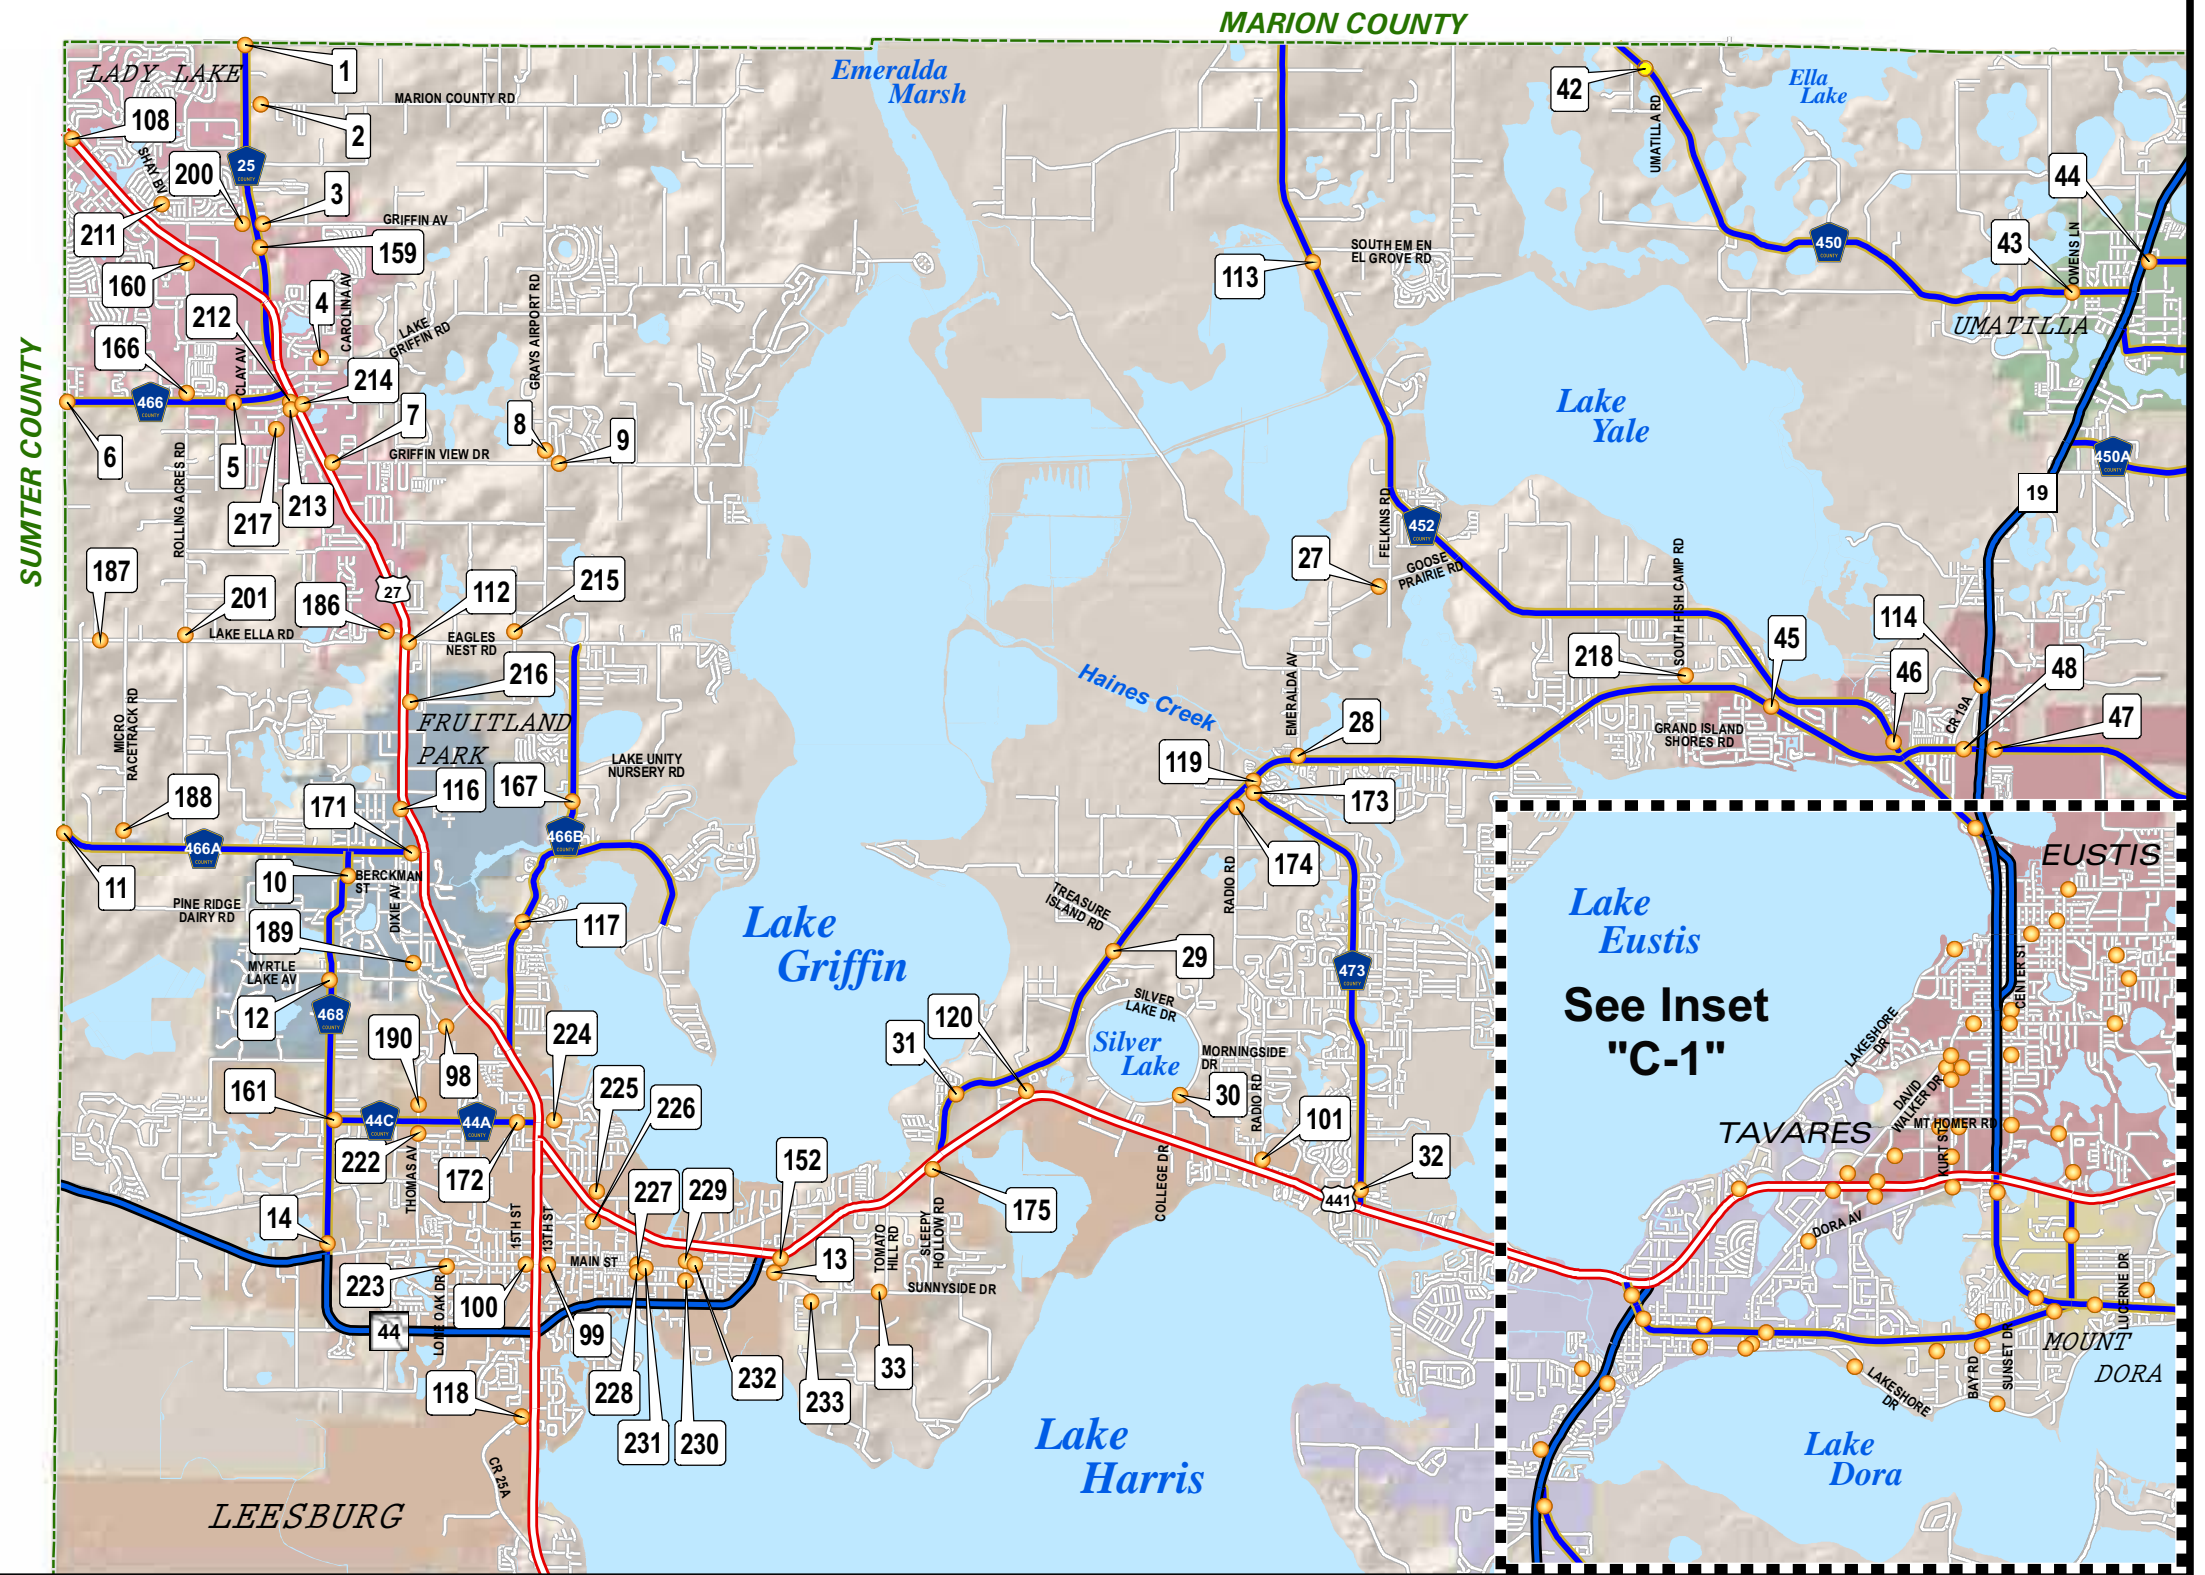 MARION COUNTY
SUMTER COUNTY
LADY LAKE
Emeralda
Marsh
Ella
Lake
1
2
MARION COUNTY RD
42
UMATILLA RD
108
SHAY BV
200
25
COUNTY
3
GRIFFIN AV
211
159
160
44
43
OWENS LN
450
COUNTY
SOUTH EM EN
EL GROVE RD
113
212
4
CAROLINA AV
LAKE
GRIFFIN RD
GRAYS AIRPORT RD
UMATILLA
166
CLAY AV
214
466
COUNTY
7
8
9
6
5
GRIFFIN VIEW DR
ROLLING ACRES RD
217
213
Lake
Yale
450A
COUNTY
19
FELKINS RD
452
COUNTY
GOOSE
PRAIRIE RD
27
SOUTH FISH CAMP RD
187
201
186
27
112
215
LAKE ELLA RD
EAGLES
NEST RD
216
FRUITLAND
PARK
Haines Creek
EMERALDA AV
28
218
45
114
46
48
CR 19A
47
GRAND ISLAND
SHORES RD
MICRO
RACETRACK RD
188
171
116
167
LAKE UNITY
NURSERY RD
119
173
174
RADIO RD
466A
COUNTY
466B
COUNTY
11
10
BERCKMAN
ST
PINE RIDGE
DAIRY RD
DIXIE AV
189
117
MYRTLE
LAKE AV
12
468
COUNTY
Lake
Griffin
TREASURE
ISLAND RD
29
473
COUNTY
SILVER
LAKE DR
Silver
Lake
MORNINGSIDE
DR
30
RADIO RD
101
32
31
120
190
98
224
161
44C
COUNTY
44A
COUNTY
225
226
222
THOMAS AV
172
227
229
152
175
COLLEGE DR
441
14
15TH ST
13TH ST
MAIN ST
13
TOMATO
HILL RD
SLEEPY
HOLLOW RD
SUNNYSIDE DR
223
LONE OAK DR
100
44
99
228
232
233
33
231
230
118
CR 25A
LEESBURG
Lake
Harris
EUSTIS
Lake
Eustis
See Inset
"C-1"
CENTER ST
LAKESHORE
DR
DAVID
WALKER DR
MT HOMER RD
KURT ST
TAVARES
DORA AV
LUCERNE DR
MOUNT
DORA
BAY RD
SUNSET DR
LAKESHORE
DR
Lake
Dora